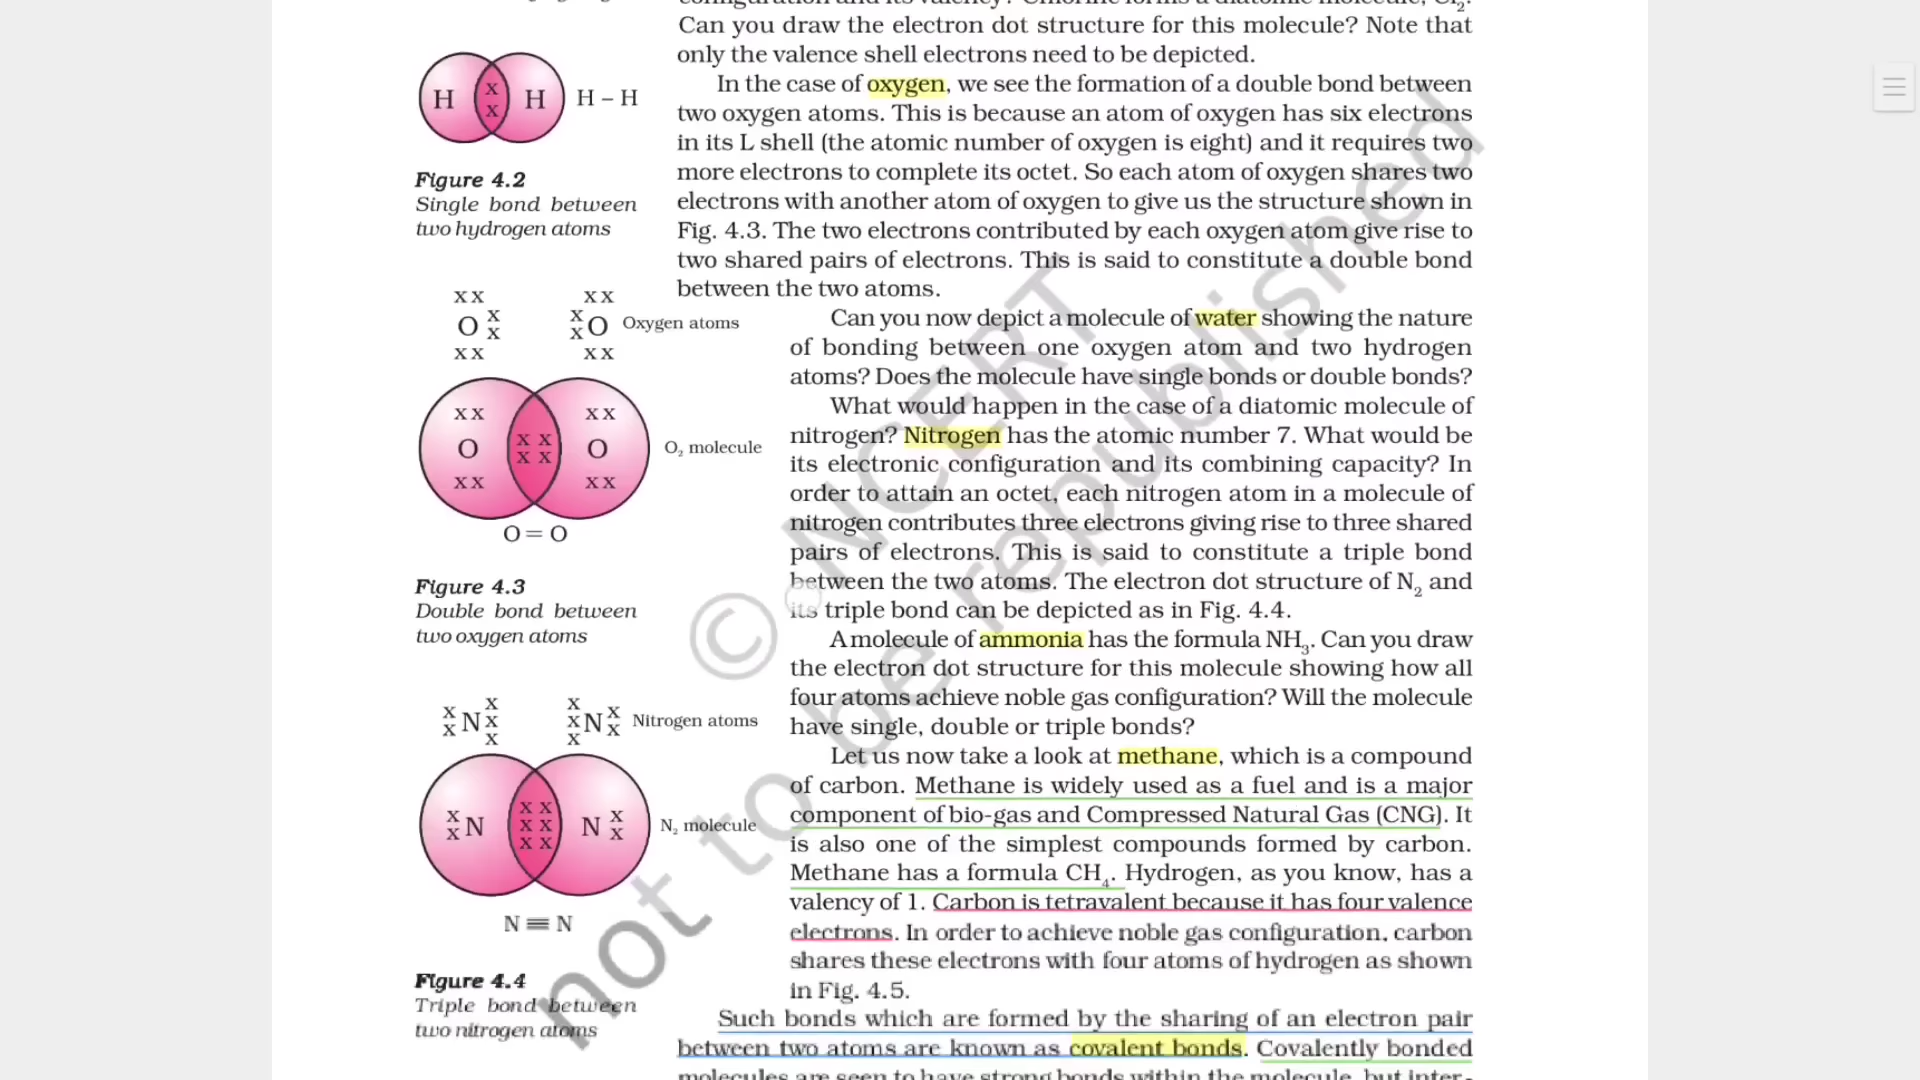 Can you draw the electron dot structure for this molecule? Note that
only the valence shell electrons need to be depicted.
In the case of oxygen, we see the formation of a double bond between
two oxygen atoms. This is because an atom of oxygen has six electrons
in its L shell (the atomic number of oxygen is eight) and it requires two
more electrons to complete its octet. So each atom of oxygen shares two
electrons with another atom of oxygen to give us the structure shown in
Fig. 4.3. The two electrons contributed by each oxygen atom give rise to
two shared pairs of electrons. This is said to constitute a double bond
between the two atoms.
Can you now depict a molecule of water showing the nature
of bonding between one oxygen atom and two hydrogen
atoms? Does the molecule have single bonds or double bonds?
What would happen in the case of a diatomic molecule of
nitrogen? Nitrogen has the atomic number 7. What would be
its electronic configuration and its combining capacity? In
order to attain an octet, each nitrogen atom in a molecule of
nitrogen contributes three electrons giving rise to three shared
pairs of electrons. This is said to constitute a triple bond
between the two atoms. The electron dot structure of N₂ and
its triple bond can be depicted as in Fig. 4.4.
A molecule of ammonia has the formula NH₃. Can you draw
the electron dot structure for this molecule showing how all
four atoms achieve noble gas configuration? Will the molecule
have single, double or triple bonds?
Let us now take a look at methane, which is a compound
of carbon. Methane is widely used as a fuel and is a major
component of bio-gas and Compressed Natural Gas (CNG). It
is also one of the simplest compounds formed by carbon.
Methane has a formula CH₄. Hydrogen, as you know, has a
valency of 1. Carbon is tetravalent because it has four valence
electrons. In order to achieve noble gas configuration, carbon
shares these electrons with four atoms of hydrogen as shown
in Fig. 4.5.
Such bonds which are formed by the sharing of an electron pair
between two atoms are known as covalent bonds. Covalently bonded
molecules are seen to have strong bonds within the molecule, but inter-
H x x H H – H
Figure 4.2
Single bond between
two hydrogen atoms
x x x x
O x x x x O Oxygen atoms
x x x x
x x x x
O x x x x O O₂ molecule
x x x x
O = O
Figure 4.3
Double bond between
two oxygen atoms
x x N x x x x x x N x x Nitrogen atoms
x x N x x x x x x N x x N₂ molecule
N ≡ N
Figure 4.4
Triple bond between
two nitrogen atoms
© NCERT
not to be republished